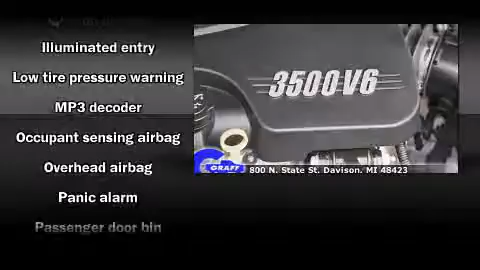 Illuminated entry
Low tire pressure warning
MP3 decoder
Occupant sensing airbag
Overhead airbag
Panic alarm
Passenger door bin
3500 V6
GRAFF
800 N. State St. Davison, MI 48423